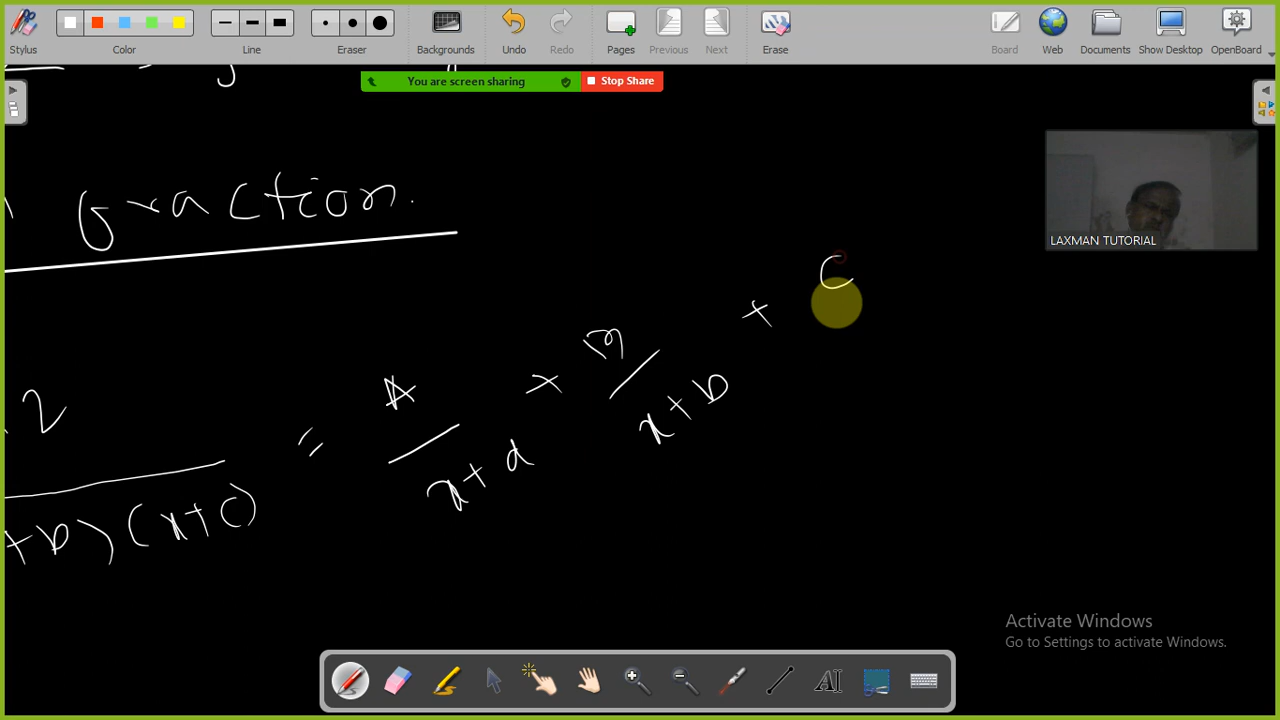 Stylus Color Line Eraser Backgrounds Undo Redo Pages Previous Next Erase Board Web Documents Show Desktop OpenBoard
You are screen sharing Stop Share
fraction.
LAXMAN TUTORIAL
2 = A/(x+a) + B/(x+b) + C
+b)(x+c)
AI
Activate Windows
Go to Settings to activate Windows.